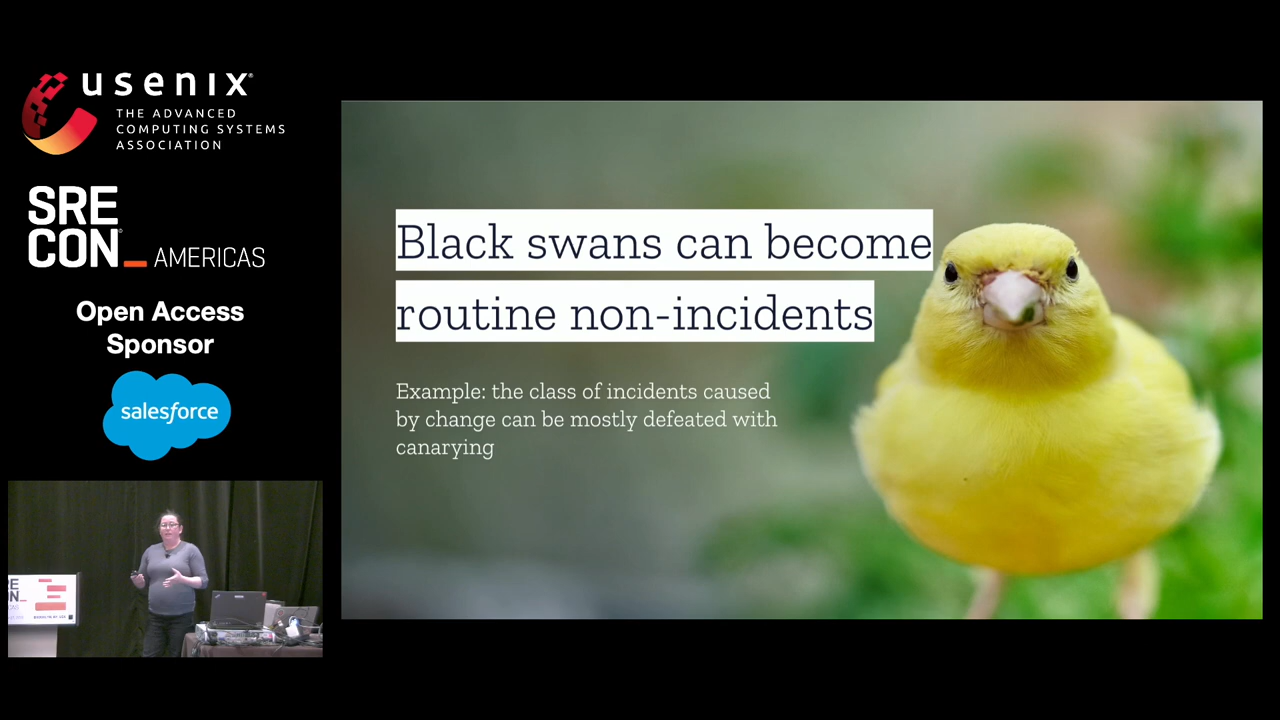 usenix®
THE ADVANCED
COMPUTING SYSTEMS
ASSOCIATION
SRE
CON_ AMERICAS
Open Access
Sponsor
salesforce
Black swans can become
routine non-incidents
Example: the class of incidents caused
by change can be mostly defeated with
canarying